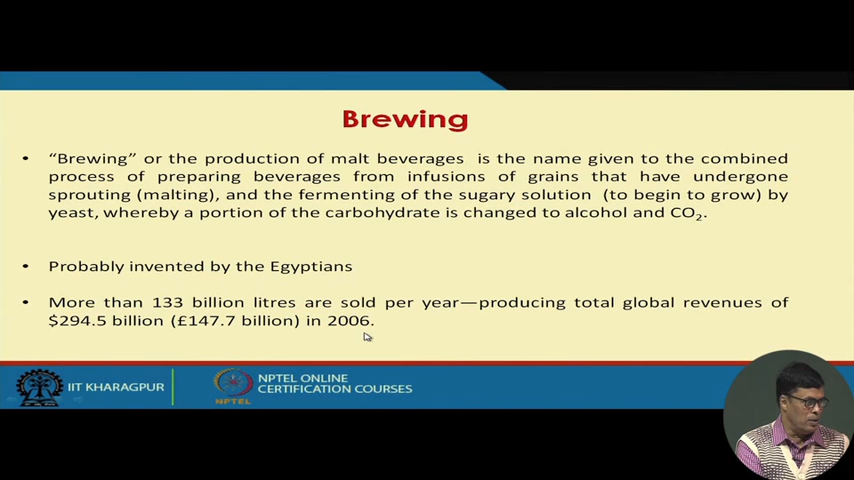 Brewing
• “Brewing” or the production of malt beverages is the name given to the combined
process of preparing beverages from infusions of grains that have undergone
sprouting (malting), and the fermenting of the sugary solution (to begin to grow) by
yeast, whereby a portion of the carbohydrate is changed to alcohol and CO₂.
• Probably invented by the Egyptians
• More than 133 billion litres are sold per year—producing total global revenues of
$294.5 billion (£147.7 billion) in 2006.
IIT KHARAGPUR
NPTEL
NPTEL ONLINE
CERTIFICATION COURSES